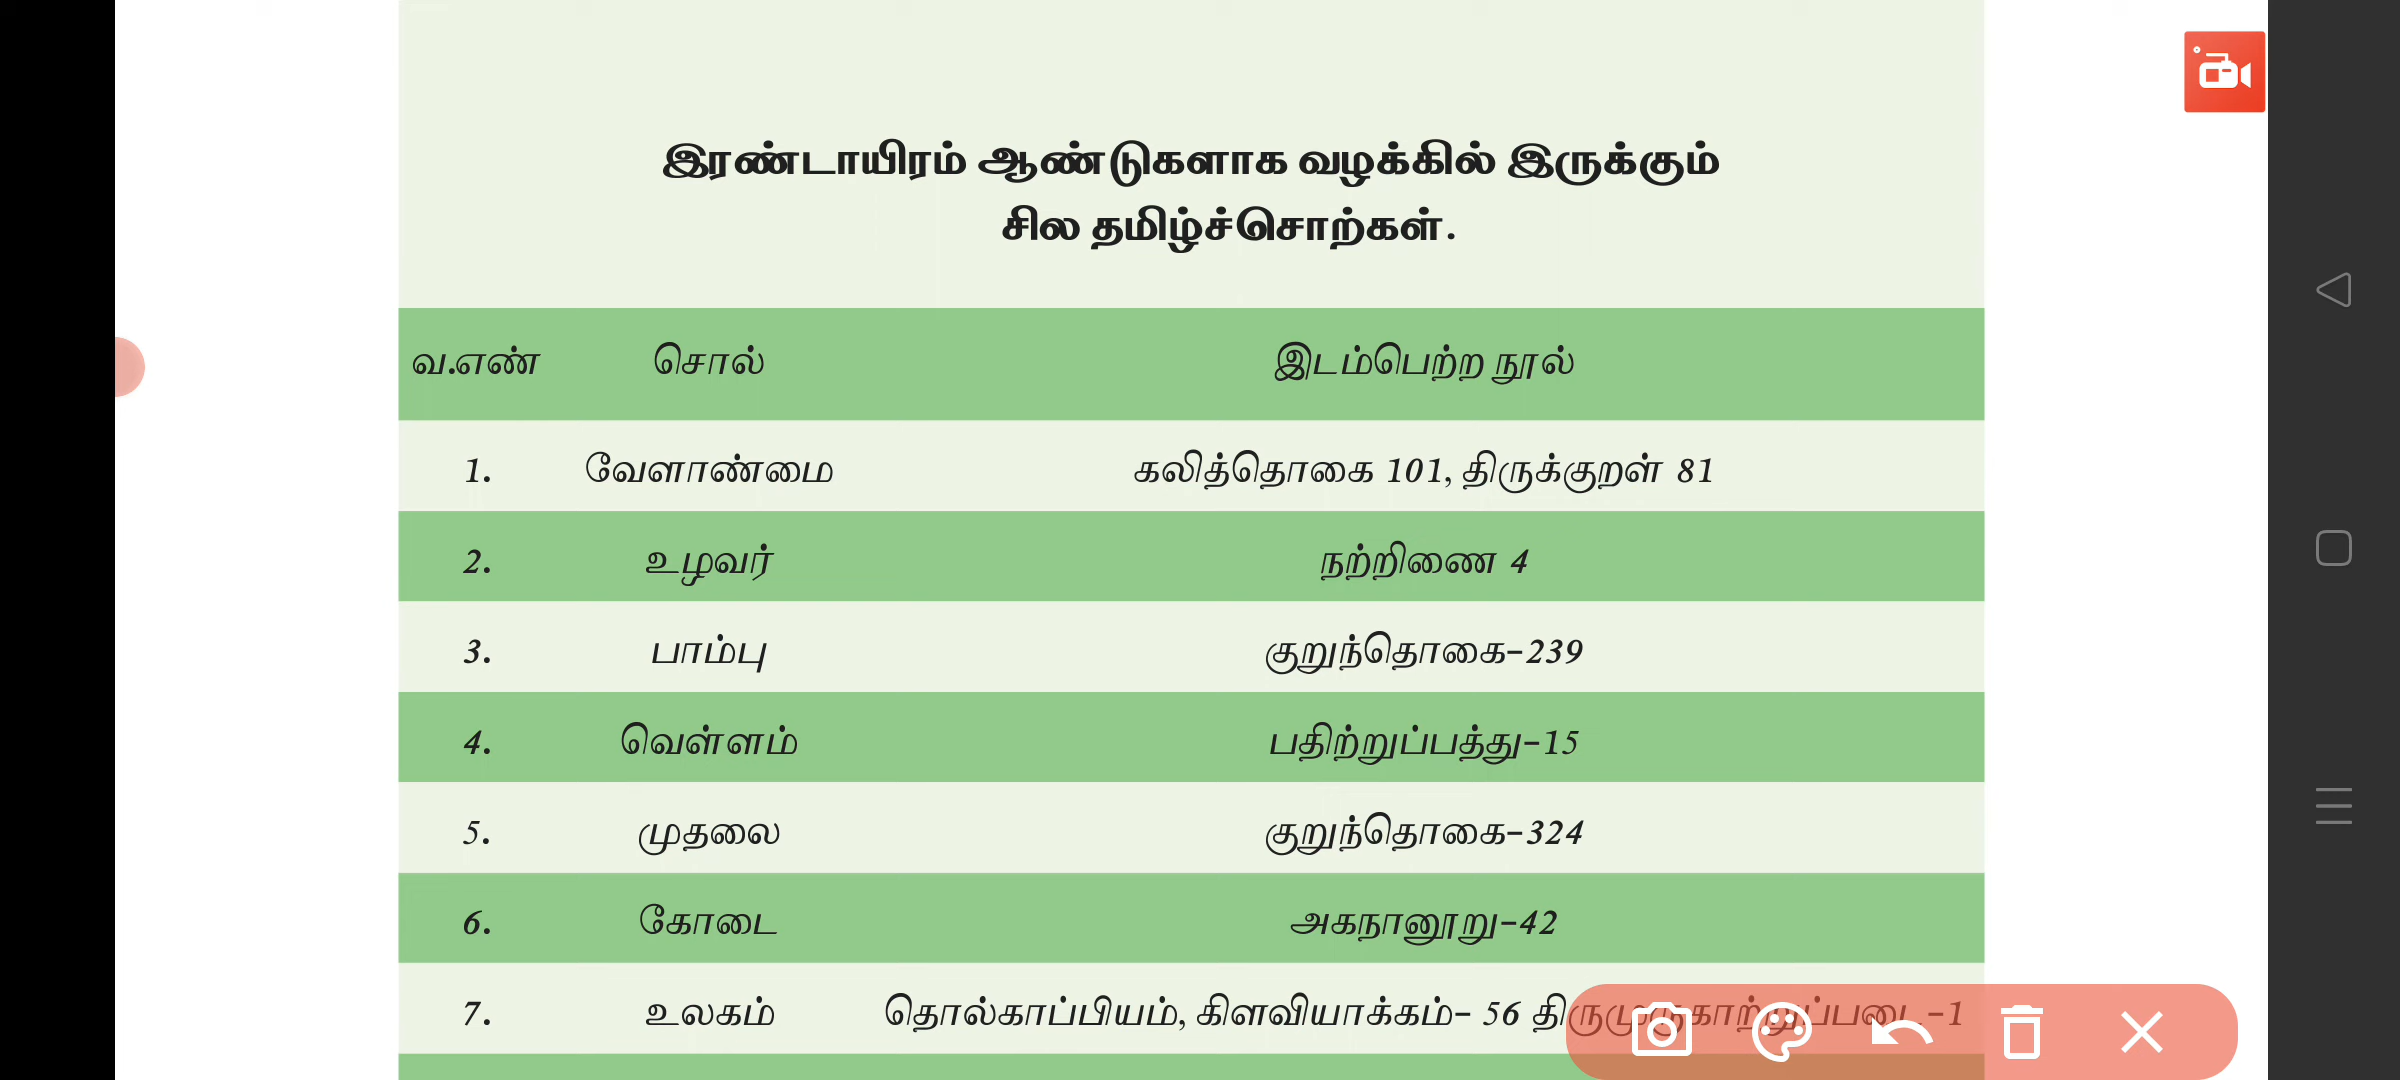 இரண்டாயிரம் ஆண்டுகளாக வழக்கில் இருக்கும்
சில தமிழ்ச்சொற்கள்.
வ.எண் சொல் இடம்பெற்ற நூல்
1. வேளாண்மை கலித்தொகை 101, திருக்குறள் 81
2. உழவர் நற்றிணை 4
3. பாம்பு குறுந்தொகை-239
4. வெள்ளம் பதிற்றுப்பத்து-15
5. முதலை குறுந்தொகை-324
6. கோடை அகநானூறு-42
7. உலகம் தொல்காப்பியம், கிளவியாக்கம்- 56 திருமுருகாற்றுப்படை-1